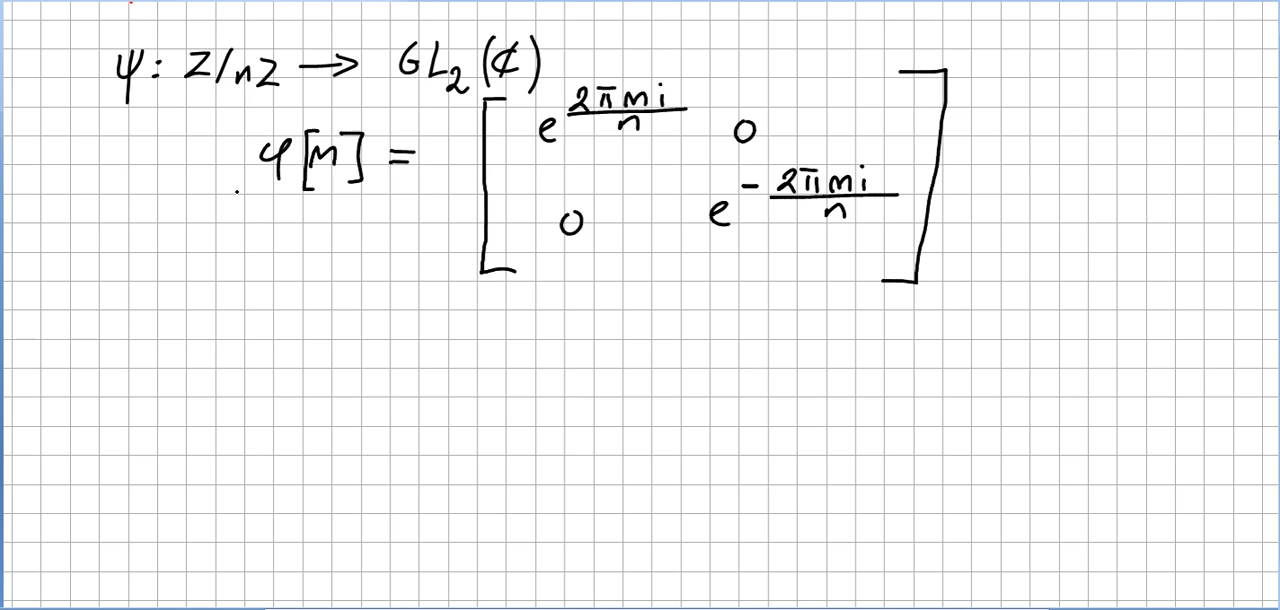 ψ: Z/nZ → GL₂(ℂ)
φ[m] = [ e^{2πmi/n} 0
0 e^{-2πmi/n} ]